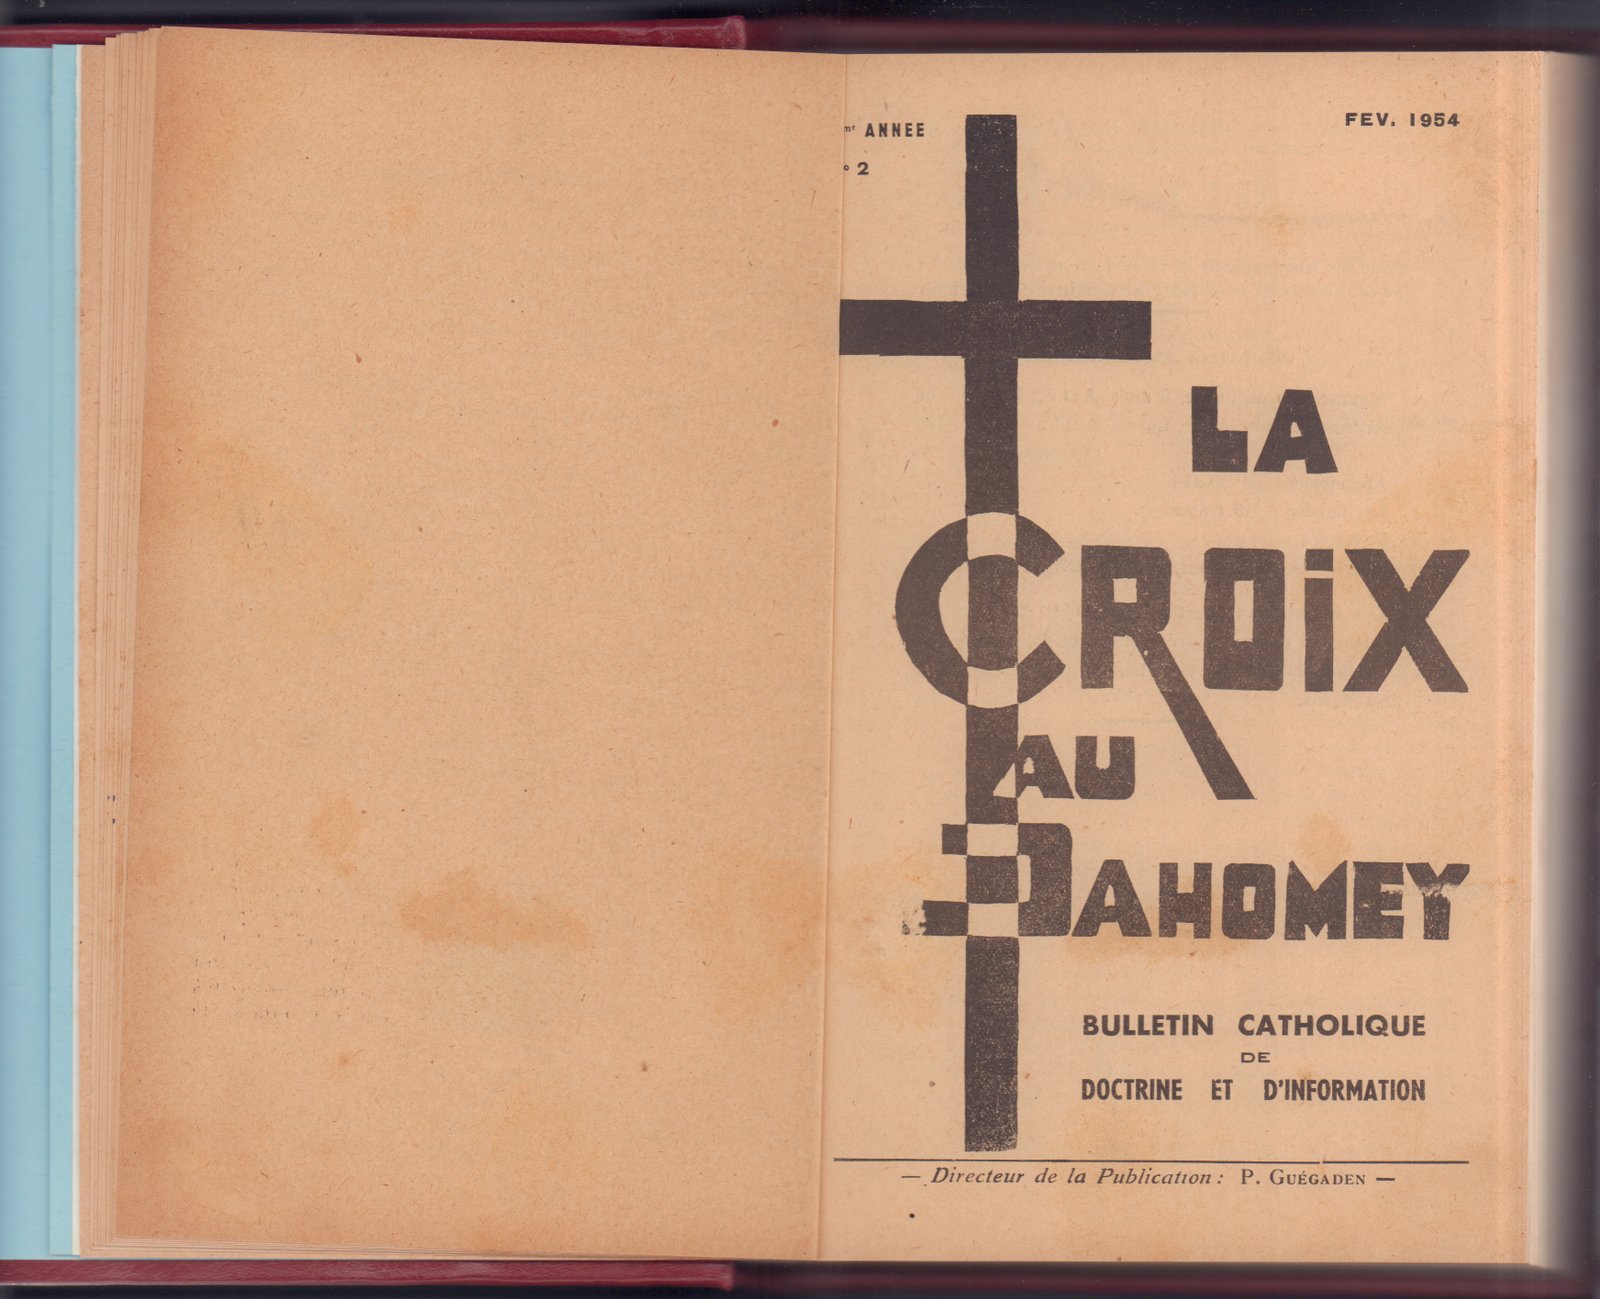 ANNEE
FEV. 1954
2
LA
CROiX
AU
DAHOMEY
BULLETIN CATHOLIQUE
DE
DOCTRINE ET D'INFORMATION
— Directeur de la Publication : P. GUÉGADEN —